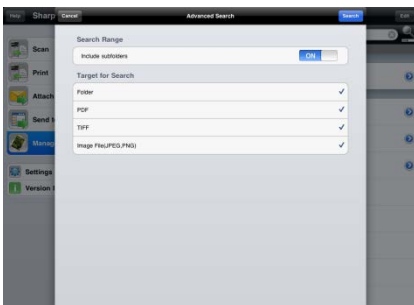 Help
Sharp
Cancel
Advanced Search
Search
Edit
Search Range
Include subfolders
ON
Target for Search
Folder
PDF
TIFF
Image File(JPEG,PNG)
Scan
Print
Attach
Send t
Manag
Settings
Version I